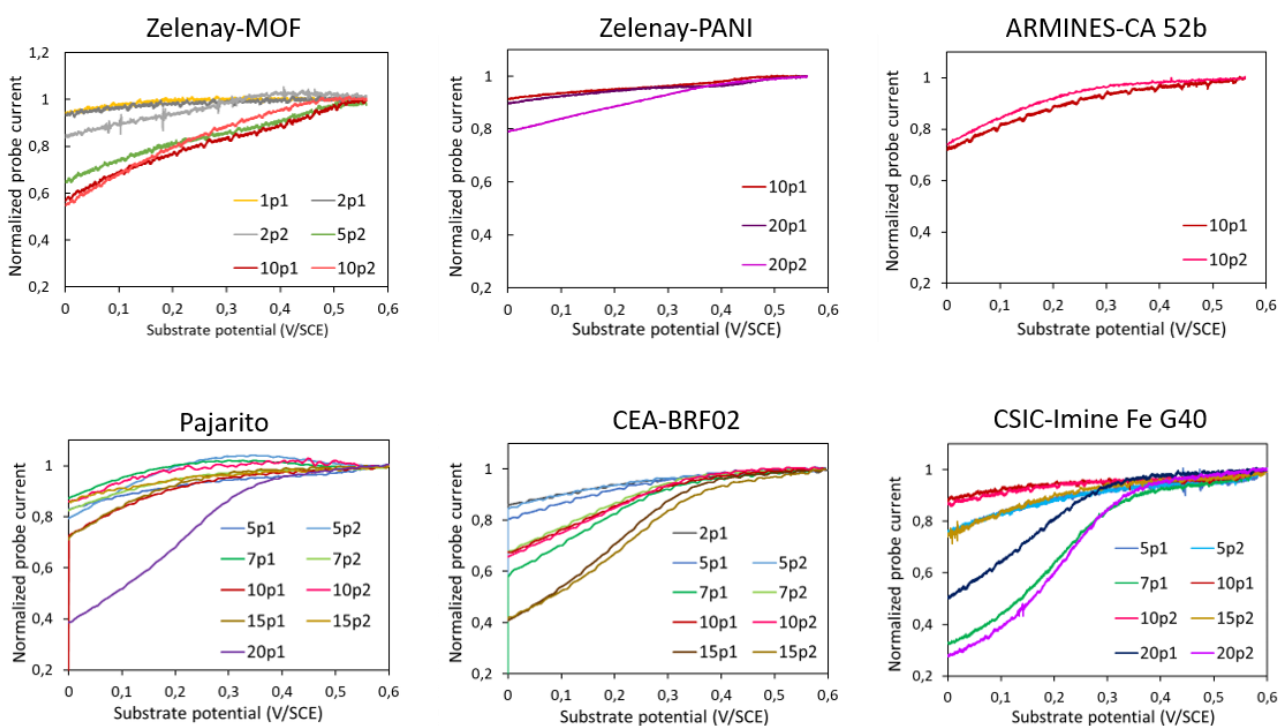 Zelenay-MOF
Normalized probe current
1,2
1
0,8
0,6
0,4
0,2
0 0,1 0,2 0,3 0,4 0,5 0,6
Substrate potential (V/SCE)
1p1 2p1
2p2 5p2
10p1 10p2
Zelenay-PANI
Normalized probe current
1
0,8
0,6
0,4
0,2
0 0,1 0,2 0,3 0,4 0,5 0,6
Substrate potential (V/SCE)
10p1
20p1
20p2
ARMINES-CA 52b
Normalized probe current
1
0,8
0,6
0,4
0,2
0 0,1 0,2 0,3 0,4 0,5 0,6
Substrate potential (V/SCE)
10p1
10p2
Pajarito
Normalized probe current
1
0,8
0,6
0,4
0,2
0 0,1 0,2 0,3 0,4 0,5 0,6
Substrate potential (V/SCE)
5p1 5p2
7p1 7p2
10p1 10p2
15p1 15p2
20p1
CEA-BRF02
Normalized probe current
1
0,8
0,6
0,4
0,2
0 0,1 0,2 0,3 0,4 0,5 0,6
Substrate potential (V/SCE)
2p1
5p1 5p2
7p1 7p2
10p1 10p2
15p1 15p2
CSIC-Imine Fe G40
Normalized probe current
1
0,8
0,6
0,4
0,2
0 0,1 0,2 0,3 0,4 0,5 0,6
Substrate potential (V/SCE)
5p1 5p2
7p1 10p1
10p2 15p2
20p1 20p2